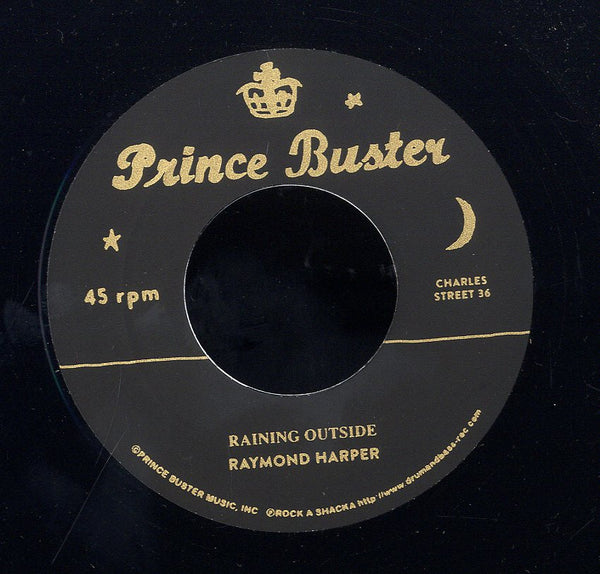 Prince Buster
45 rpm
CHARLES
STREET 36
RAINING OUTSIDE
RAYMOND HARPER
©PRINCE BUSTER MUSIC, INC ℗ROCK A SHACKA http://www.drumandbass-rec.com